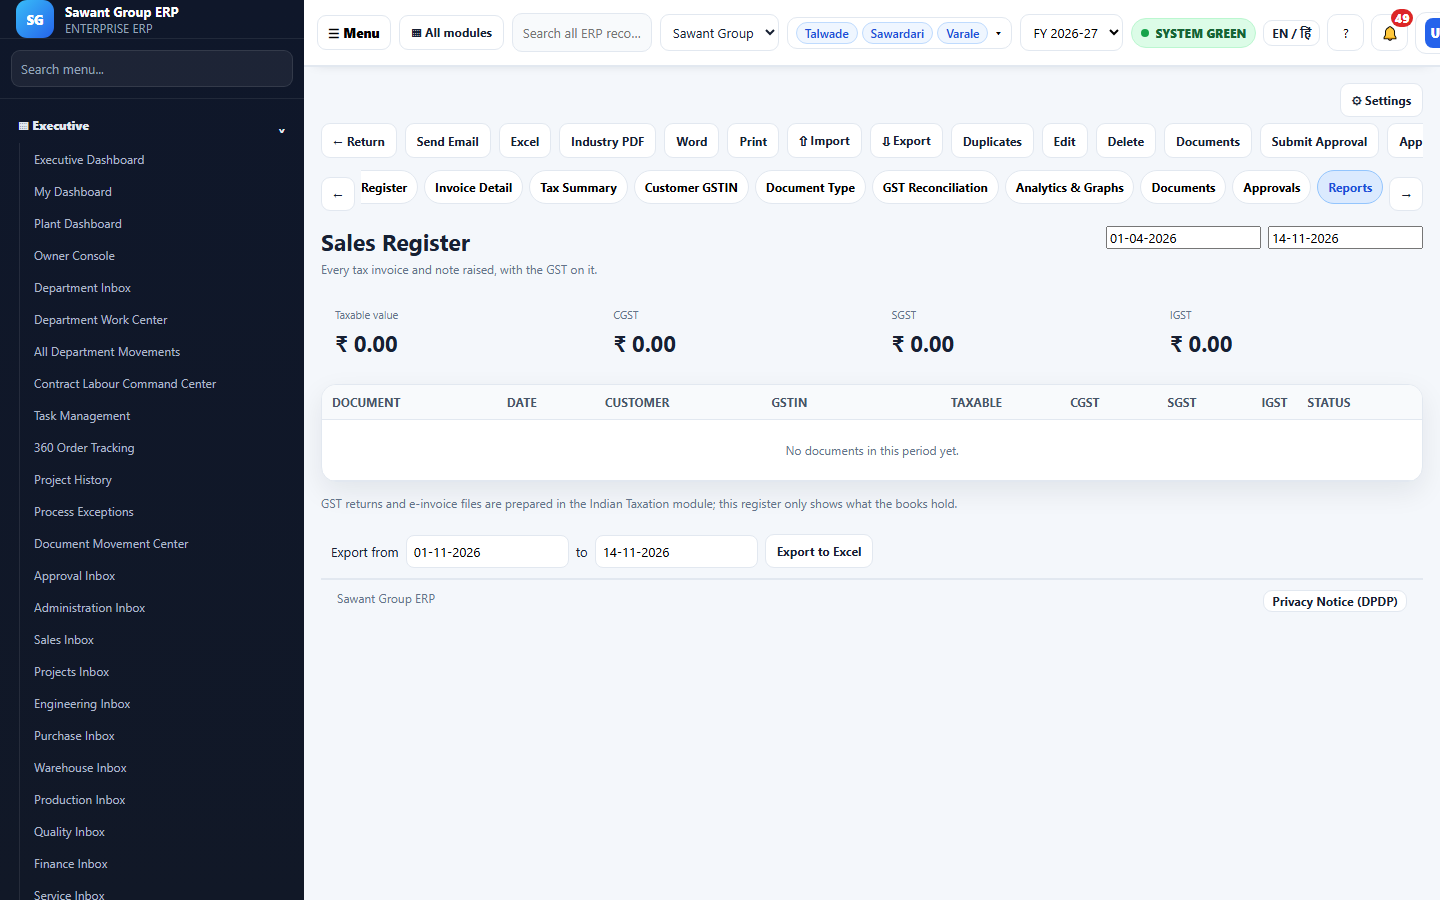 SG
Sawant Group ERP
ENTERPRISE ERP
Search menu...
Executive
Executive Dashboard
My Dashboard
Plant Dashboard
Owner Console
Department Inbox
Department Work Center
All Department Movements
Contract Labour Command Center
Task Management
360 Order Tracking
Project History
Process Exceptions
Document Movement Center
Approval Inbox
Administration Inbox
Sales Inbox
Projects Inbox
Engineering Inbox
Purchase Inbox
Warehouse Inbox
Production Inbox
Quality Inbox
Finance Inbox
Service Inbox
☰ Menu
All modules
Search all ERP reco...
Sawant Group
Talwade
Sawardari
Varale
FY 2026-27
SYSTEM GREEN
EN / हिं
?
49
U
⚙ Settings
← Return
Send Email
Excel
Industry PDF
Word
Print
⇧ Import
⇩ Export
Duplicates
Edit
Delete
Documents
Submit Approval
App
←
Register
Invoice Detail
Tax Summary
Customer GSTIN
Document Type
GST Reconciliation
Analytics & Graphs
Documents
Approvals
Reports
→
Sales Register
01-04-2026
14-11-2026
Every tax invoice and note raised, with the GST on it.
Taxable value
₹ 0.00
CGST
₹ 0.00
SGST
₹ 0.00
IGST
₹ 0.00
DOCUMENT DATE CUSTOMER GSTIN TAXABLE CGST SGST IGST STATUS
No documents in this period yet.
GST returns and e-invoice files are prepared in the Indian Taxation module; this register only shows what the books hold.
Export from 01-11-2026 to 14-11-2026 Export to Excel
Sawant Group ERP
Privacy Notice (DPDP)